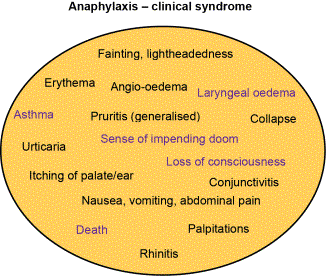 Anaphylaxis – clinical syndrome
Fainting, lightheadedness
Erythema
Angio-oedema
Laryngeal oedema
Asthma
Pruritis (generalised)
Collapse
Sense of impending doom
Urticaria
Loss of consciousness
Itching of palate/ear
Conjunctivitis
Nausea, vomiting, abdominal pain
Death
Palpitations
Rhinitis